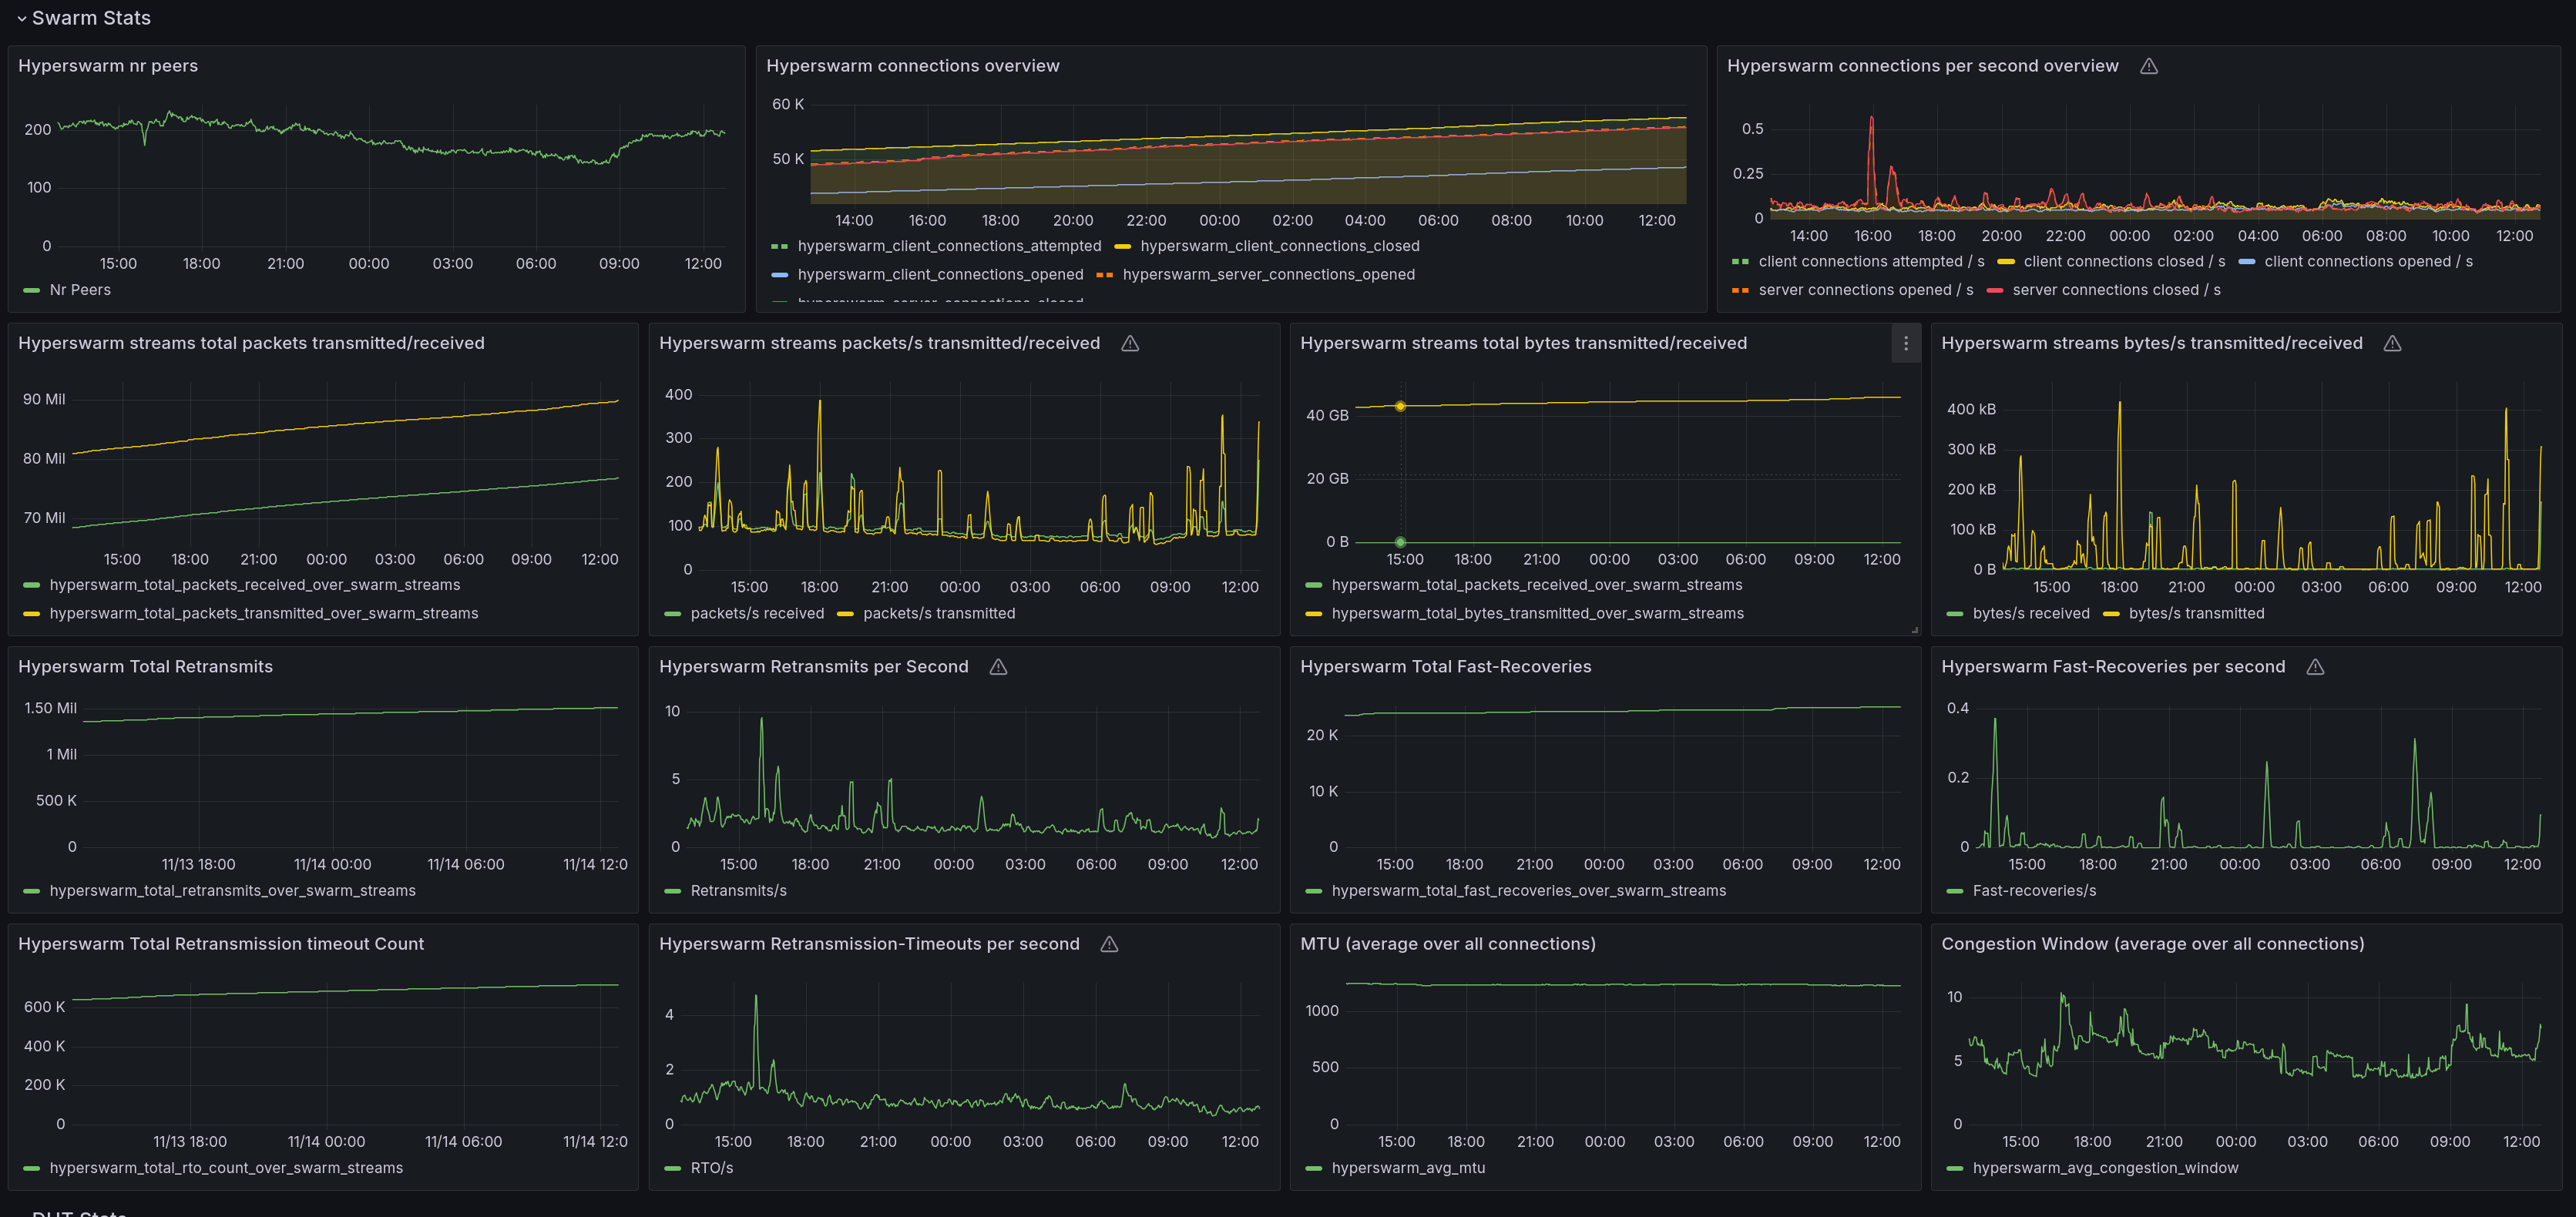 Swarm Stats
Hyperswarm nr peers
200
100
0
15:00 18:00 21:00 00:00 03:00 06:00 09:00 12:00
Nr Peers
Hyperswarm connections overview
60 K
50 K
14:00 16:00 18:00 20:00 22:00 00:00 02:00 04:00 06:00 08:00 10:00 12:00
hyperswarm_client_connections_attempted hyperswarm_client_connections_closed
hyperswarm_client_connections_opened hyperswarm_server_connections_opened
hyperswarm_server_connections_closed
Hyperswarm connections per second overview
0.5
0.25
0
14:00 16:00 18:00 20:00 22:00 00:00 02:00 04:00 06:00 08:00 10:00 12:00
client connections attempted / s client connections closed / s client connections opened / s
server connections opened / s server connections closed / s
Hyperswarm streams total packets transmitted/received
90 Mil
80 Mil
70 Mil
15:00 18:00 21:00 00:00 03:00 06:00 09:00 12:00
hyperswarm_total_packets_received_over_swarm_streams
hyperswarm_total_packets_transmitted_over_swarm_streams
Hyperswarm streams packets/s transmitted/received
400
300
200
100
0
15:00 18:00 21:00 00:00 03:00 06:00 09:00 12:00
packets/s received packets/s transmitted
Hyperswarm streams total bytes transmitted/received
40 GB
20 GB
0 B
15:00 18:00 21:00 00:00 03:00 06:00 09:00 12:00
hyperswarm_total_packets_received_over_swarm_streams
hyperswarm_total_bytes_transmitted_over_swarm_streams
Hyperswarm streams bytes/s transmitted/received
400 kB
300 kB
200 kB
100 kB
0 B
15:00 18:00 21:00 00:00 03:00 06:00 09:00 12:00
bytes/s received bytes/s transmitted
Hyperswarm Total Retransmits
1.50 Mil
1 Mil
500 K
0
11/13 18:00 11/14 00:00 11/14 06:00 11/14 12:0
hyperswarm_total_retransmits_over_swarm_streams
Hyperswarm Retransmits per Second
10
5
0
15:00 18:00 21:00 00:00 03:00 06:00 09:00 12:00
Retransmits/s
Hyperswarm Total Fast-Recoveries
20 K
10 K
0
15:00 18:00 21:00 00:00 03:00 06:00 09:00 12:00
hyperswarm_total_fast_recoveries_over_swarm_streams
Hyperswarm Fast-Recoveries per second
0.4
0.2
0
15:00 18:00 21:00 00:00 03:00 06:00 09:00 12:00
Fast-recoveries/s
Hyperswarm Total Retransmission timeout Count
600 K
400 K
200 K
0
11/13 18:00 11/14 00:00 11/14 06:00 11/14 12:0
hyperswarm_total_rto_count_over_swarm_streams
Hyperswarm Retransmission-Timeouts per second
4
2
0
15:00 18:00 21:00 00:00 03:00 06:00 09:00 12:00
RTO/s
MTU (average over all connections)
1000
500
0
15:00 18:00 21:00 00:00 03:00 06:00 09:00 12:00
hyperswarm_avg_mtu
Congestion Window (average over all connections)
10
5
0
15:00 18:00 21:00 00:00 03:00 06:00 09:00 12:00
hyperswarm_avg_congestion_window
DHT Stats